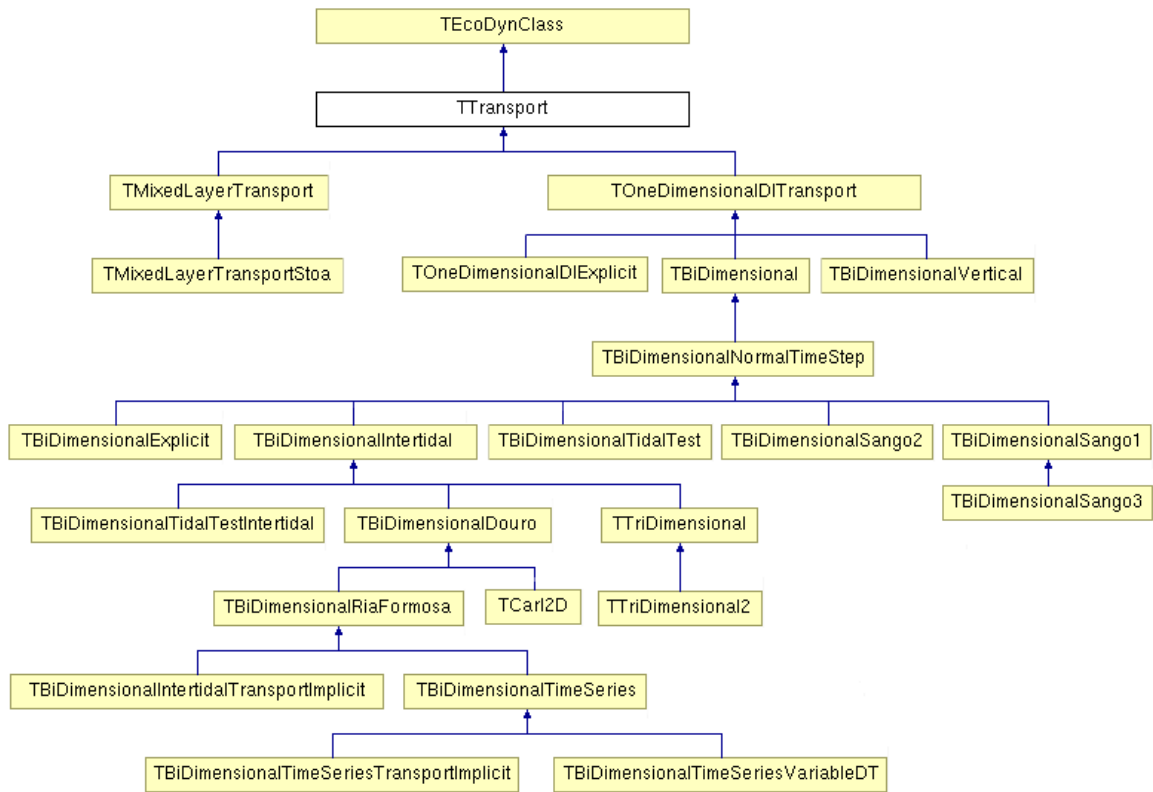 TEcoDynClass
TTransport
TMixedLayerTransport
TOneDimensionalDITransport
TMixedLayerTransportStoa
TOneDimensionalDIExplicit
TBiDimensional
TBiDimensionalVertical
TBiDimensionalNormalTimeStep
TBiDimensionalExplicit
TBiDimensionalIntertidal
TBiDimensionalTidalTest
TBiDimensionalSango2
TBiDimensionalSango1
TBiDimensionalSango3
TBiDimensionalTidalTestIntertidal
TBiDimensionalDouro
TTriDimensional
TBiDimensionalRiaFormosa
TCarl2D
TTriDimensional2
TBiDimensionalIntertidalTransportImplicit
TBiDimensionalTimeSeries
TBiDimensionalTimeSeriesTransportImplicit
TBiDimensionalTimeSeriesVariableDT